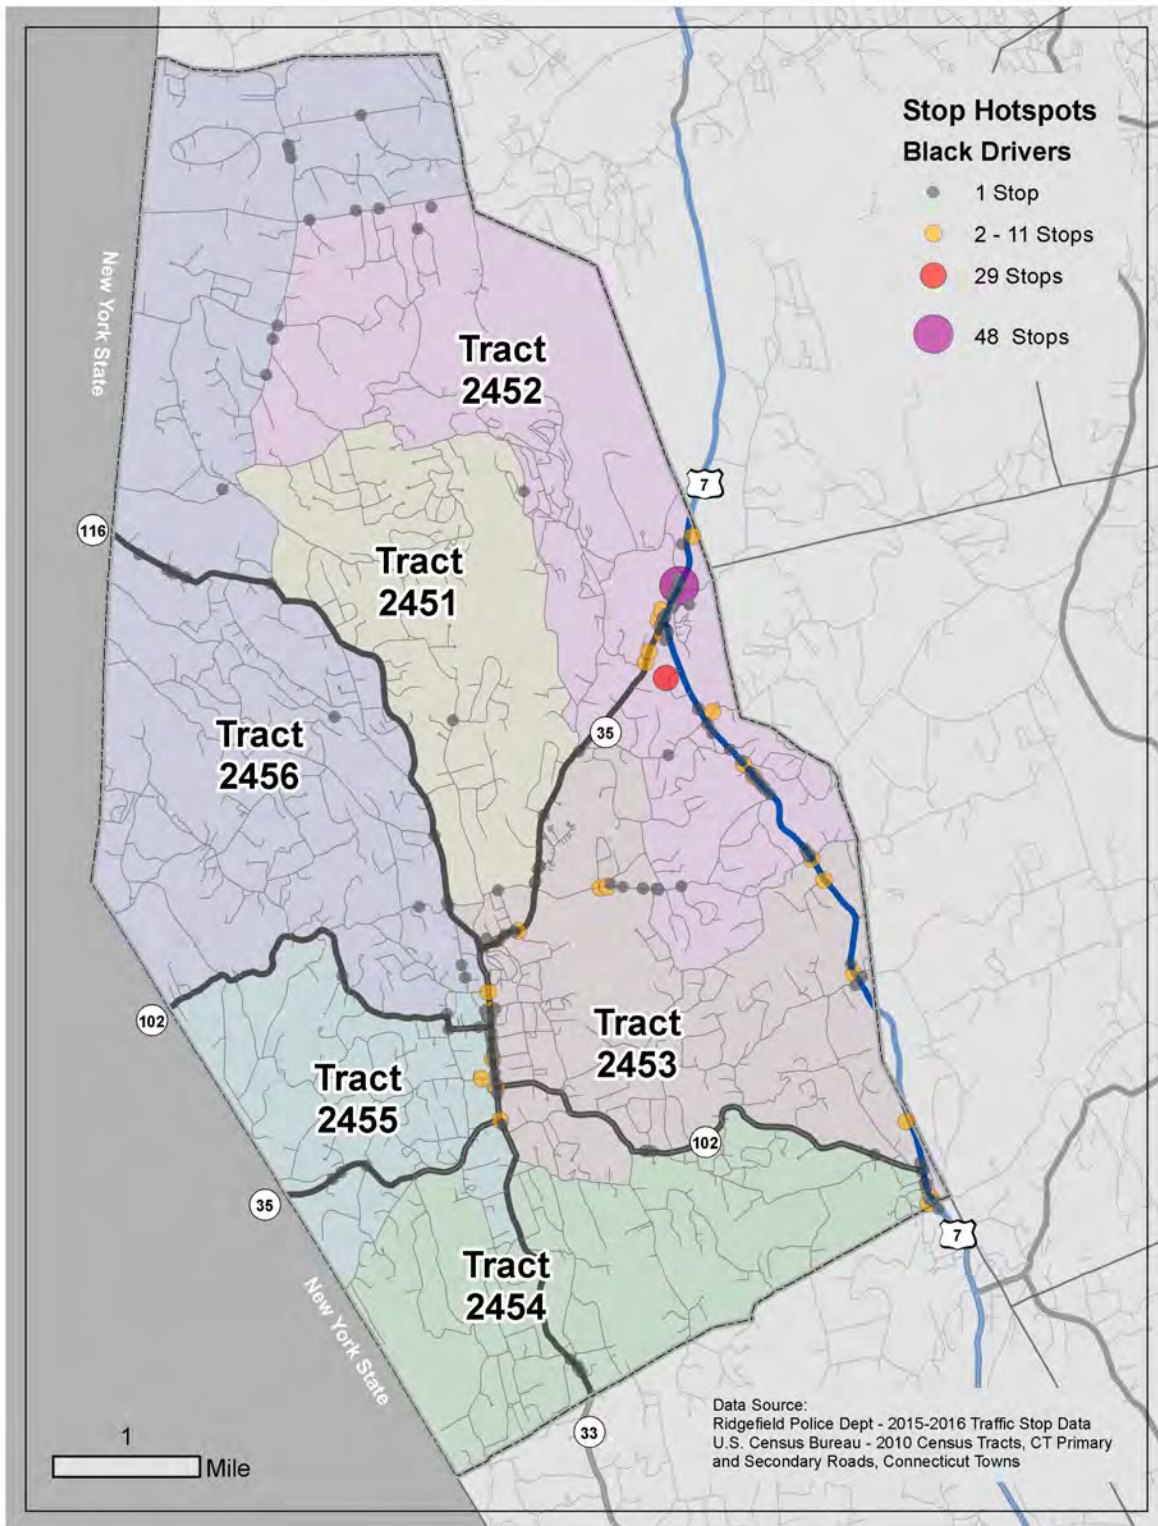 Stop Hotspots
Black Drivers
1 Stop
2 - 11 Stops
29 Stops
48 Stops
New York State
Tract
2452
7
116
Tract
2451
Tract
2456
35
102
Tract
2453
Tract
2455
102
35
7
New York State
Tract
2454
33
1
Mile
Data Source:
Ridgefield Police Dept - 2015-2016 Traffic Stop Data
U.S. Census Bureau - 2010 Census Tracts, CT Primary
and Secondary Roads, Connecticut Towns